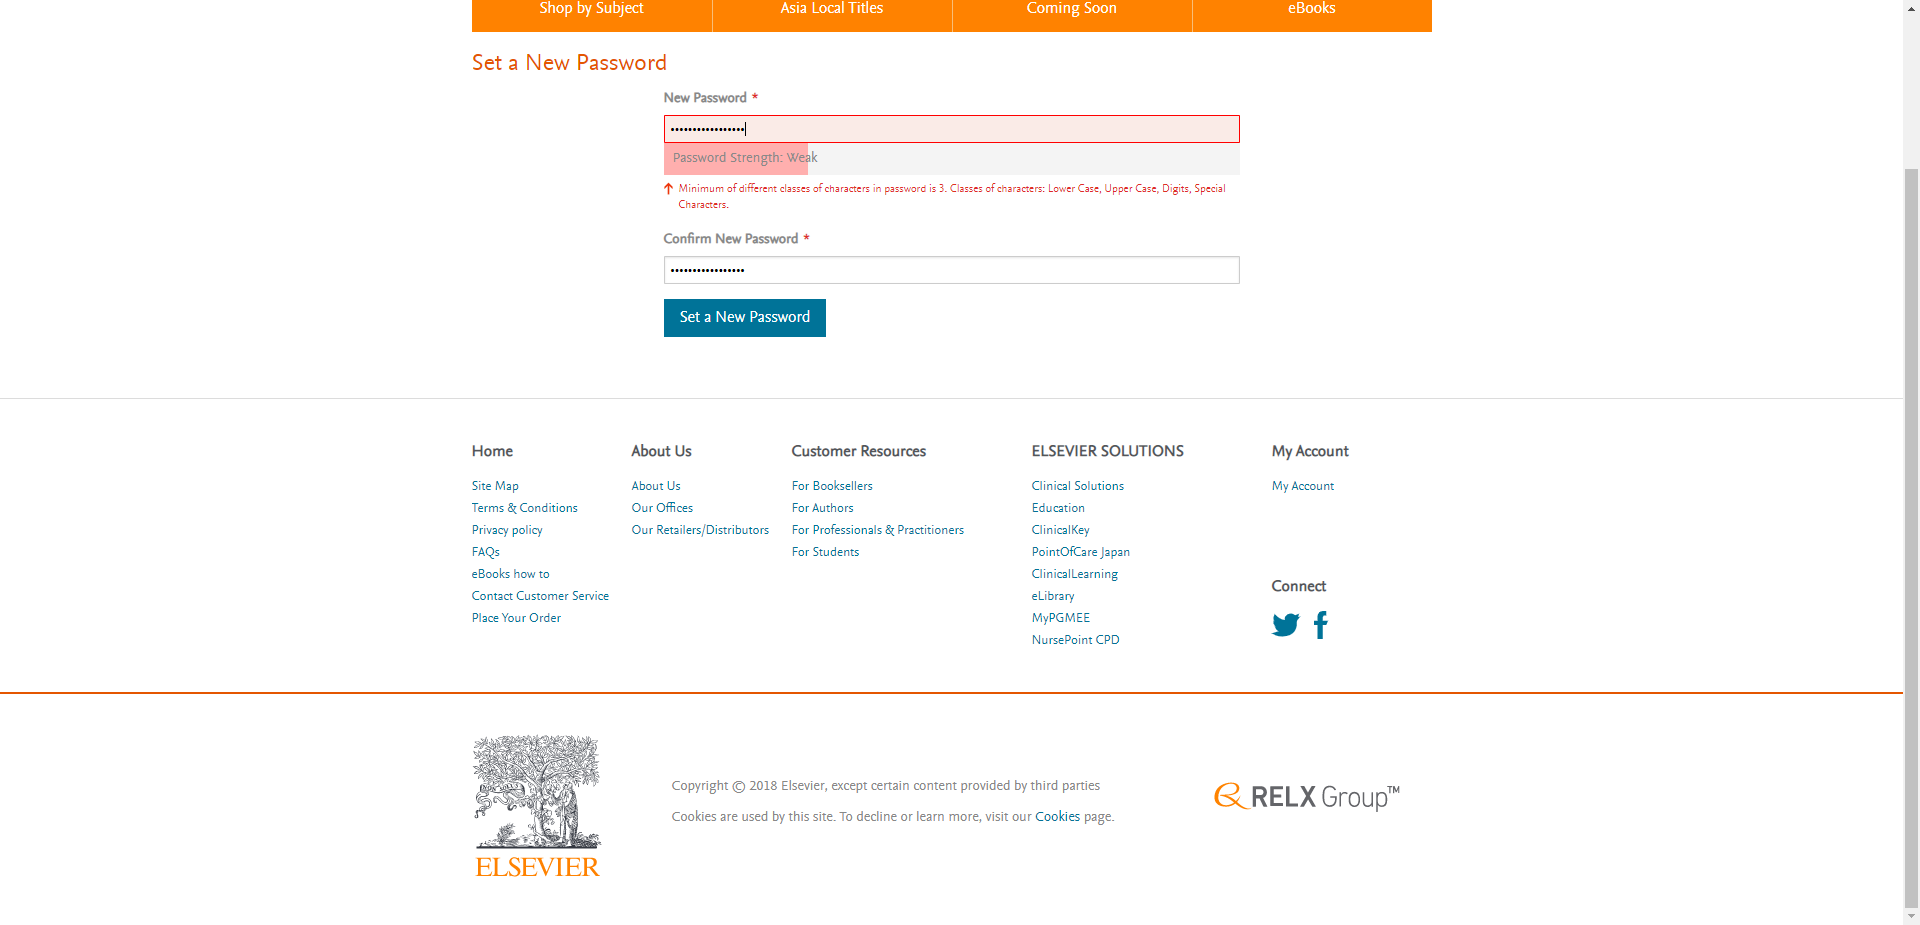 Shop by Subject Asia Local Titles Coming Soon eBooks
Set a New Password
New Password *
•••••••••••••••••
Password Strength: Weak
Minimum of different classes of characters in password is 3. Classes of characters: Lower Case, Upper Case, Digits, Special
Characters.
Confirm New Password *
•••••••••••••••••
Set a New Password
Home
Site Map
Terms & Conditions
Privacy policy
FAQs
eBooks how to
Contact Customer Service
Place Your Order
About Us
About Us
Our Offices
Our Retailers/Distributors
Customer Resources
For Booksellers
For Authors
For Professionals & Practitioners
For Students
ELSEVIER SOLUTIONS
Clinical Solutions
Education
ClinicalKey
PointOfCare Japan
ClinicalLearning
eLibrary
MyPGMEE
NursePoint CPD
My Account
My Account
Connect
ELSEVIER
Copyright © 2018 Elsevier, except certain content provided by third parties
Cookies are used by this site. To decline or learn more, visit our Cookies page.
RELX Group™